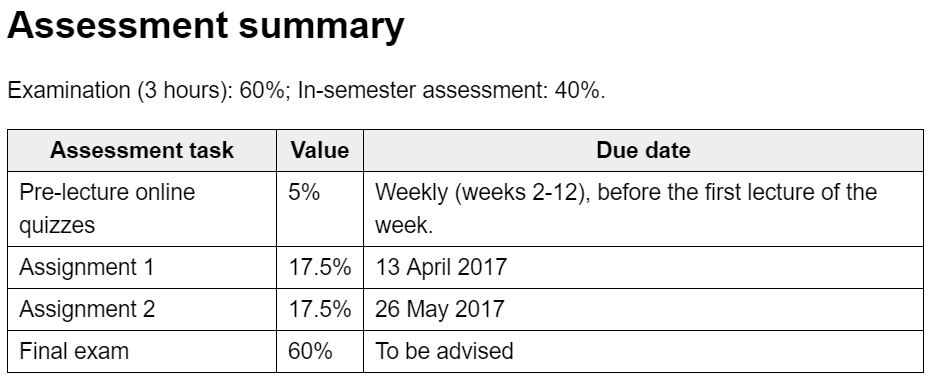 Assessment summary
Examination (3 hours): 60%; In-semester assessment: 40%.
Assessment task Value Due date
Pre-lecture online quizzes 5% Weekly (weeks 2-12), before the first lecture of the week.
Assignment 1 17.5% 13 April 2017
Assignment 2 17.5% 26 May 2017
Final exam 60% To be advised